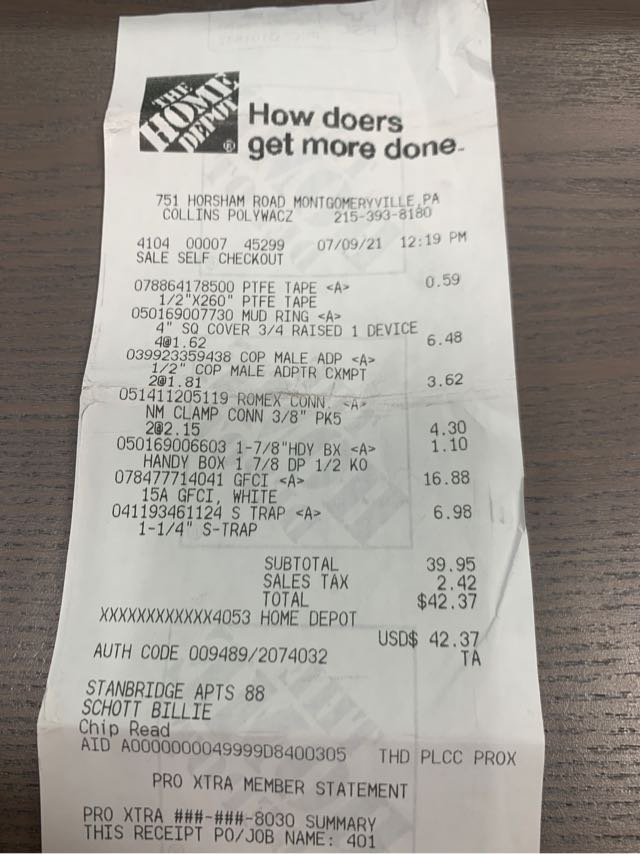 THE
HOME
DEPOT
®
How doers
get more done.
751 HORSHAM ROAD MONTGOMERYVILLE,PA
COLLINS POLYWACZ 215-393-8180
4104 00007 45299 07/09/21 12:19 PM
SALE SELF CHECKOUT
078864178500 PTFE TAPE <A> 0.59
1/2"X260" PTFE TAPE
050169007730 MUD RING <A>
4" SQ COVER 3/4 RAISED 1 DEVICE
4@1.62 6.48
039923359438 COP MALE ADP <A>
1/2" COP MALE ADPTR CXMPT
2@1.81 3.62
051411205119 ROMEX CONN. <A>
NM CLAMP CONN 3/8" PK5
2@2.15 4.30
050169006603 1-7/8"HDY BX <A> 1.10
HANDY BOX 1 7/8 DP 1/2 KO
078477714041 GFCI <A> 16.88
15A GFCI, WHITE
041193461124 S TRAP <A> 6.98
1-1/4" S-TRAP
SUBTOTAL 39.95
SALES TAX 2.42
TOTAL $42.37
XXXXXXXXXXXX4053 HOME DEPOT
USD$ 42.37
AUTH CODE 009489/2074032 TA
STANBRIDGE APTS 88
SCHOTT BILLIE
Chip Read
AID A0000000049999D8400305 THD PLCC PROX
PRO XTRA MEMBER STATEMENT
PRO XTRA ###-###-8030 SUMMARY
THIS RECEIPT PO/JOB NAME: 401